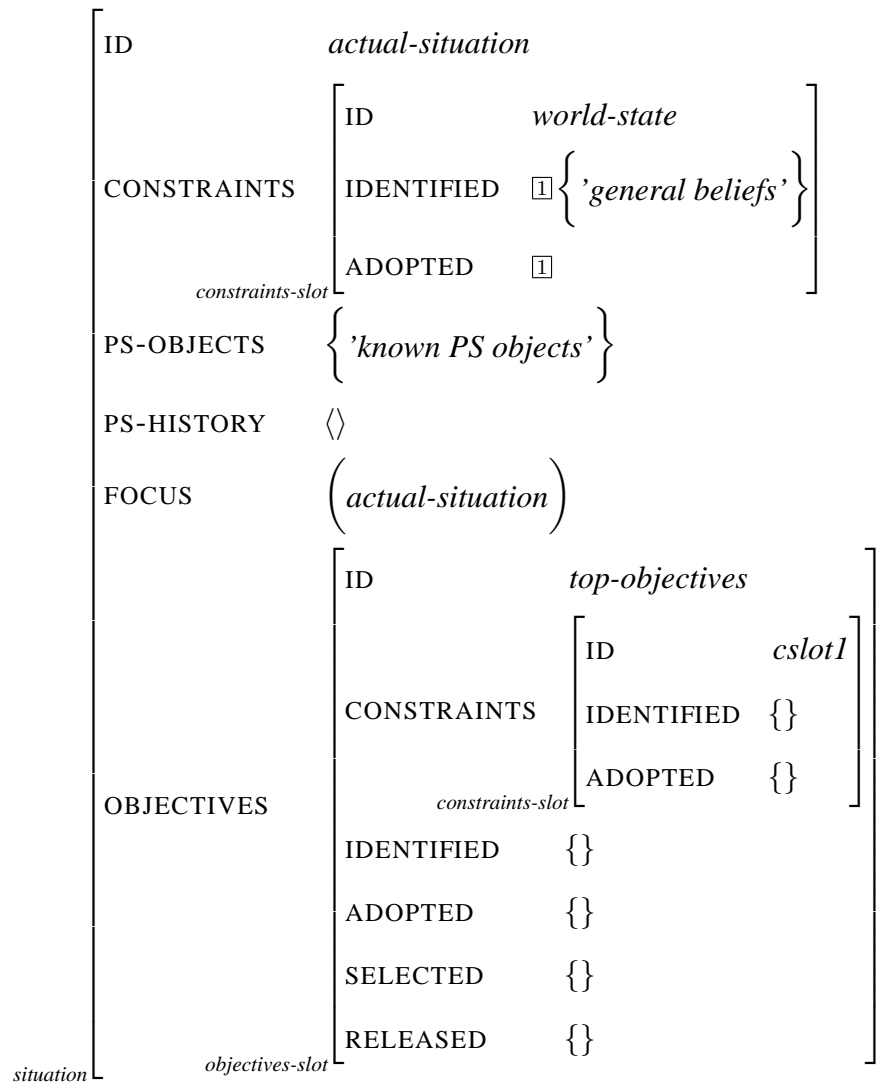 ID actual-situation
ID world-state
CONSTRAINTS IDENTIFIED 1 { 'general beliefs' }
ADOPTED 1
constraints-slot
PS-OBJECTS { 'known PS objects' }
PS-HISTORY ⟨⟩
FOCUS ( actual-situation )
ID top-objectives
ID cslot1
CONSTRAINTS IDENTIFIED {}
ADOPTED {}
constraints-slot
OBJECTIVES
IDENTIFIED {}
ADOPTED {}
SELECTED {}
RELEASED {}
objectives-slot
situation